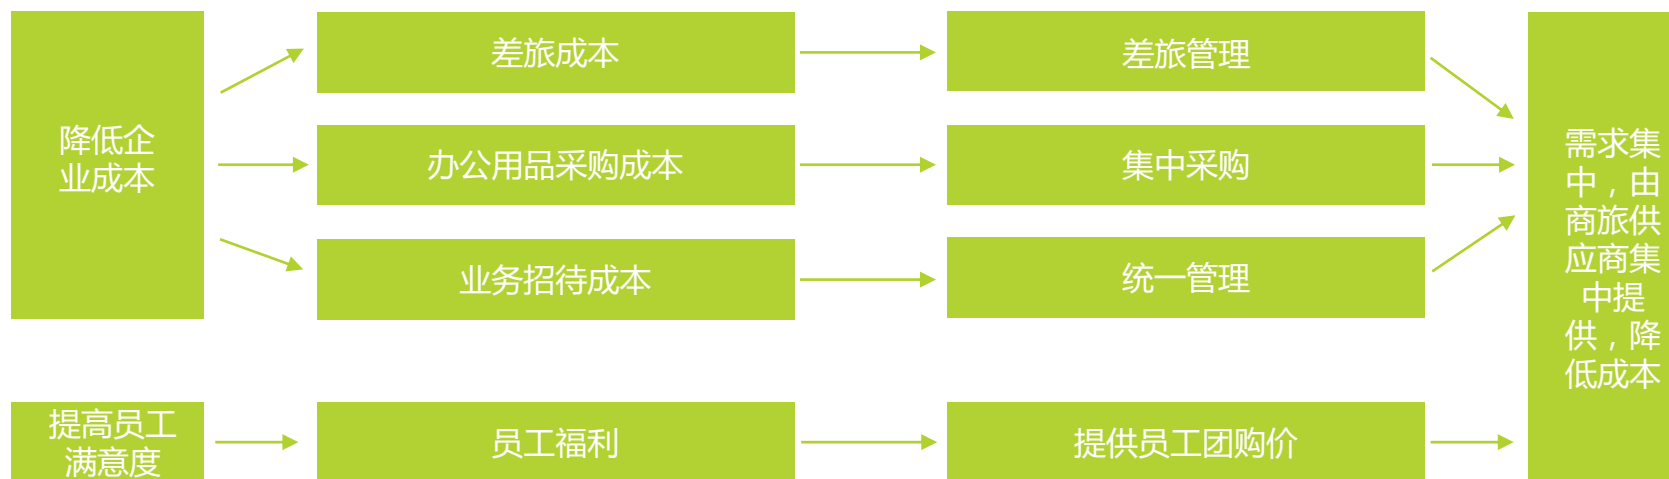 降低企
业成本
差旅成本
差旅管理
办公用品采购成本
集中采购
业务招待成本
统一管理
需求集
中，由
商旅供
应商集
中提
供，降
低成本
提高员工
满意度
员工福利
提供员工团购价